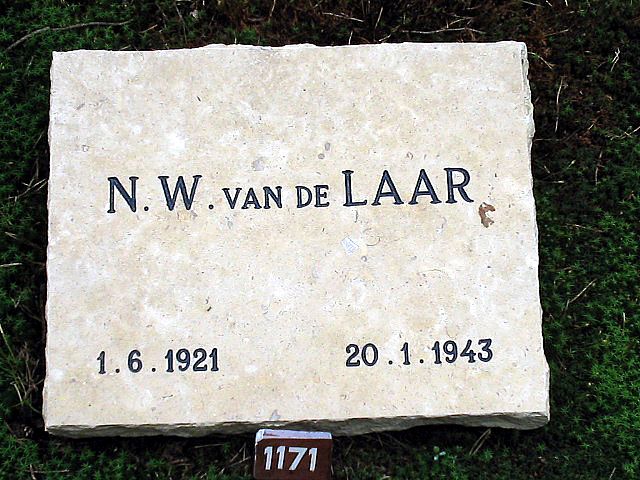 N. W. VAN DE LAAR
1. 6. 1921 20. 1. 1943
1171